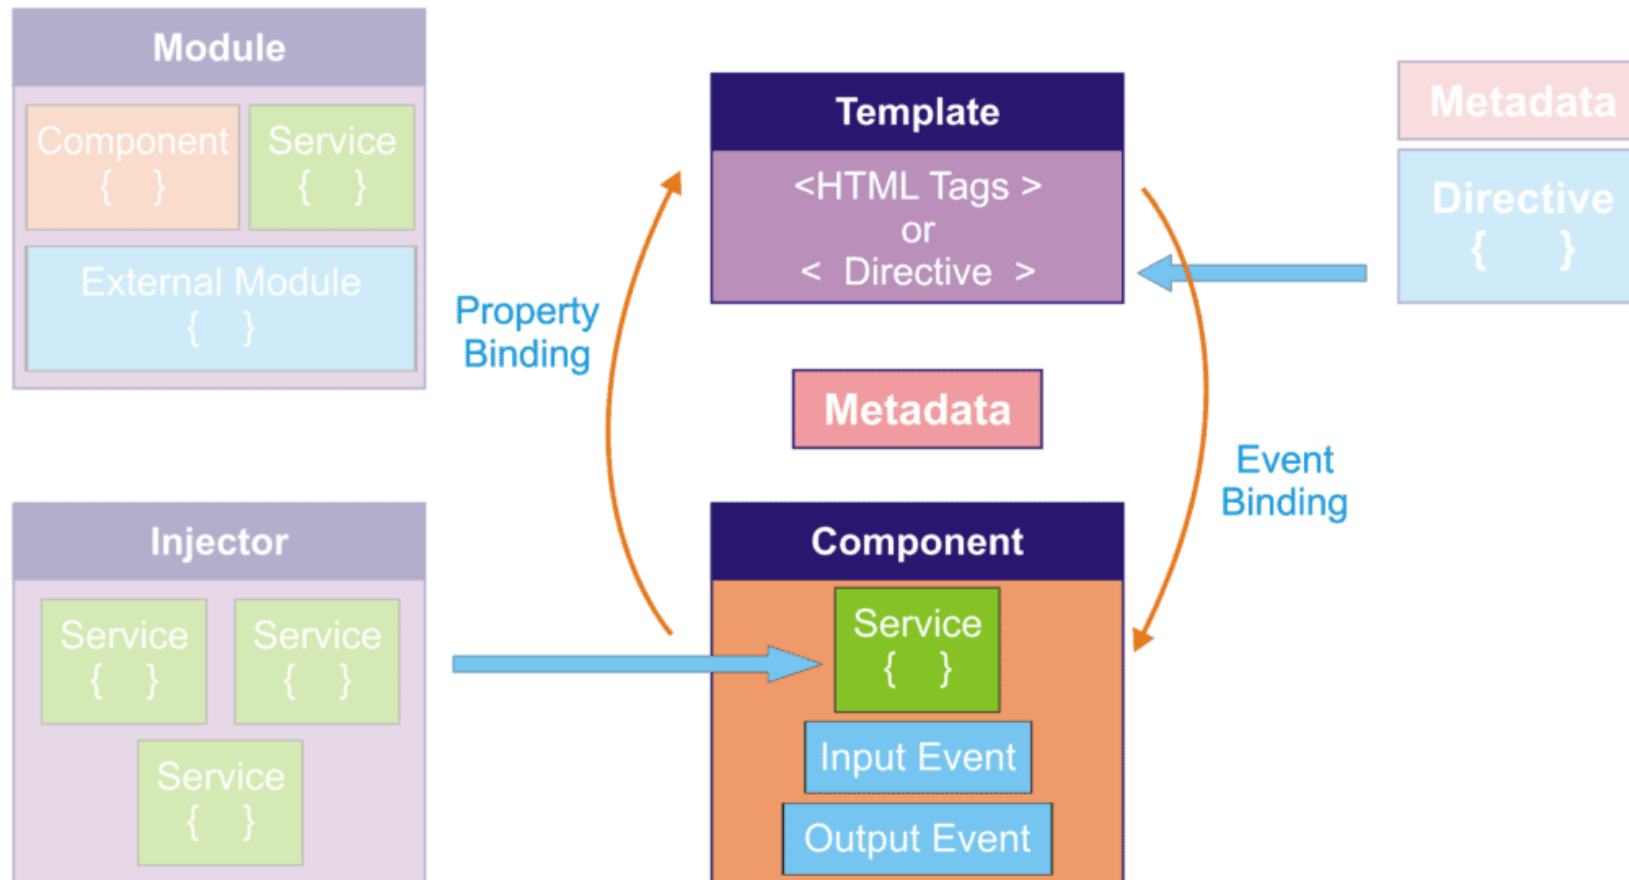 Module
Component
{ }
Service
{ }
External Module
{ }
Template
<HTML Tags >
or
< Directive >
Metadata
Directive
{ }
Property
Binding
Metadata
Event
Binding
Injector
Service
{ }
Service
{ }
Service
{ }
Component
Service
{ }
Input Event
Output Event